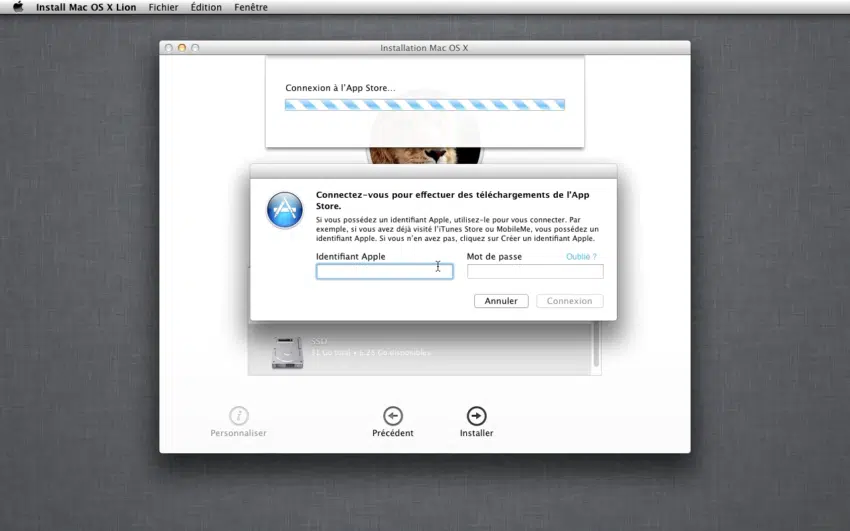 Install Mac OS X Lion Fichier Édition Fenêtre
Installation Mac OS X
Connexion à l'App Store...
Connectez-vous pour effectuer des téléchargements de l'App
Store.
Si vous possédez un identifiant Apple, utilisez-le pour vous connecter. Par
exemple, si vous avez déjà visité l'iTunes Store ou MobileMe, vous possédez un
identifiant Apple. Si vous n'en avez pas, cliquez sur Créer un identifiant Apple.
Identifiant Apple Mot de passe Oublié ?
Annuler Connexion
SSD
Personnaliser Précédent Installer